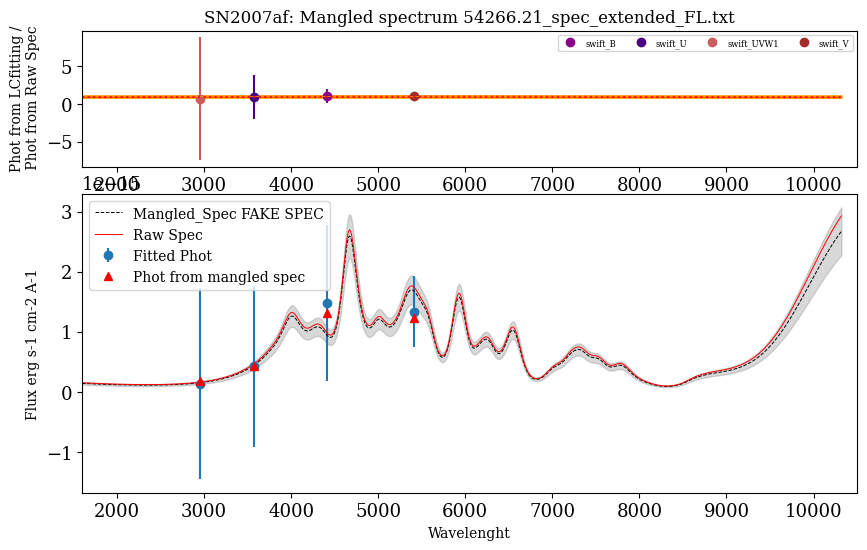 SN2007af: Mangled spectrum 54266.21_spec_extended_FL.txt
Phot from LCfitting /
Phot from Raw Spec
swift_B swift_U swift_UVW1 swift_V
5
0
−5
2000 3000 4000 5000 6000 7000 8000 9000 10000
1e−15
Mangled_Spec FAKE SPEC
Raw Spec
Fitted Phot
Phot from mangled spec
Flux erg s-1 cm-2 A-1
3
2
1
0
−1
2000 3000 4000 5000 6000 7000 8000 9000 10000
Wavelenght